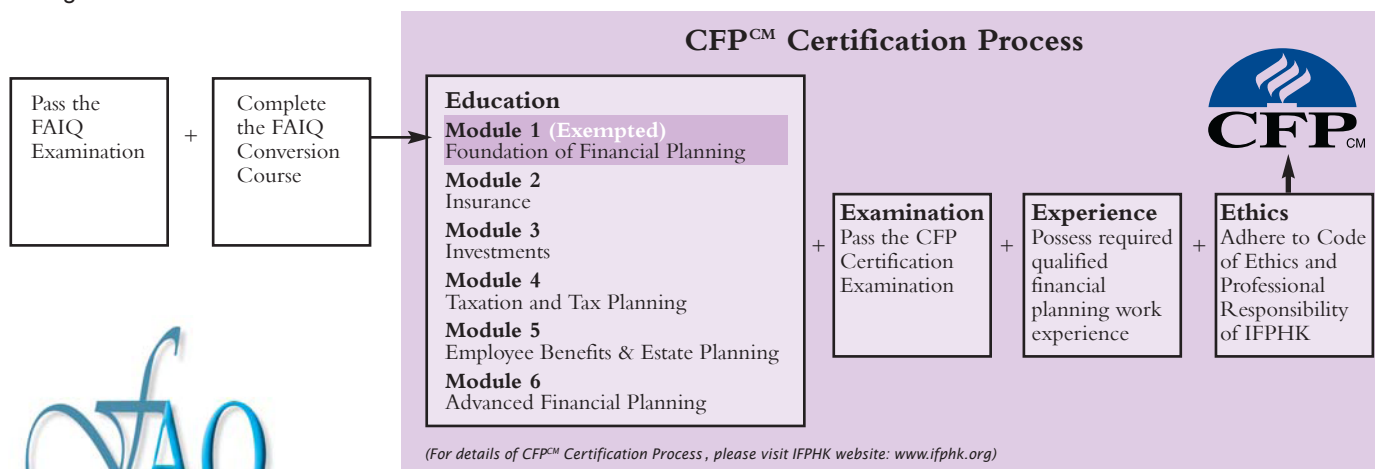 CFP^CM Certification Process
Pass the
FAIQ
Examination
+
Complete
the FAIQ
Conversion
Course
Education
Module 1 (Exempted)
Foundation of Financial Planning
Module 2
Insurance
Module 3
Investments
Module 4
Taxation and Tax Planning
Module 5
Employee Benefits & Estate Planning
Module 6
Advanced Financial Planning
+
Examination
Pass the CFP
Certification
Examination
+
Experience
Possess required
qualified
financial
planning work
experience
+
Ethics
Adhere to Code
of Ethics and
Professional
Responsibility
of IFPHK
CFP CM
(For details of CFP^CM Certification Process, please visit IFPHK website: www.ifphk.org)